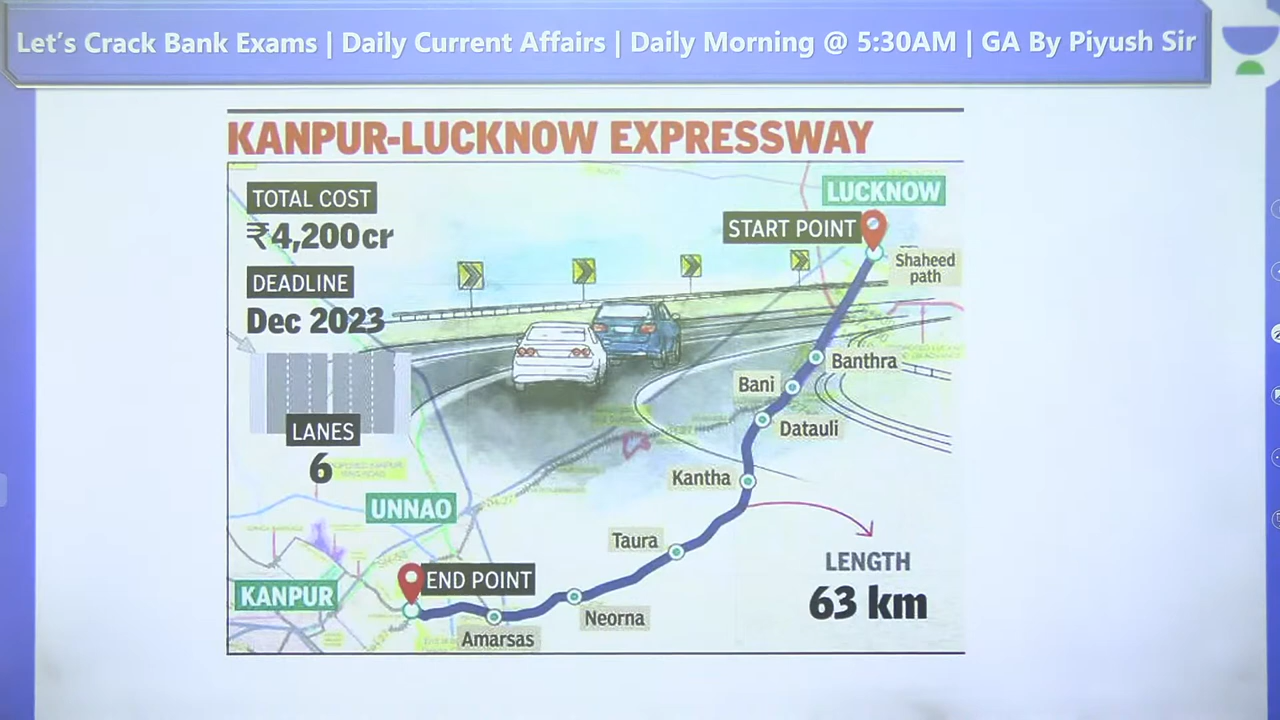 Let's Crack Bank Exams | Daily Current Affairs | Daily Morning @ 5:30AM | GA By Piyush Sir
KANPUR-LUCKNOW EXPRESSWAY
TOTAL COST
₹4,200cr
DEADLINE
Dec 2023
LANES
6
LUCKNOW
START POINT
Shaheed
path
Banthra
Bani
Datauli
Kantha
Taura
UNNAO
KANPUR
END POINT
Neorna
Amarsas
LENGTH
63 km